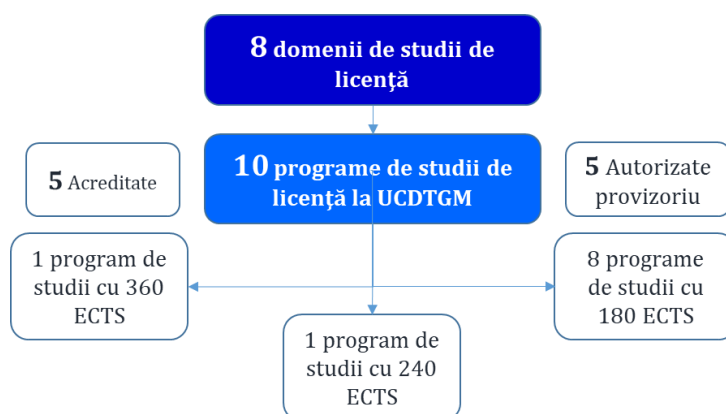 8 domenii de studii de
licență
10 programe de studii de
licență la UCDTGM
5 Acreditate
5 Autorizate
provizoriu
1 program de
studii cu 360
ECTS
1 program de
studii cu 240
ECTS
8 programe
de studii cu
180 ECTS